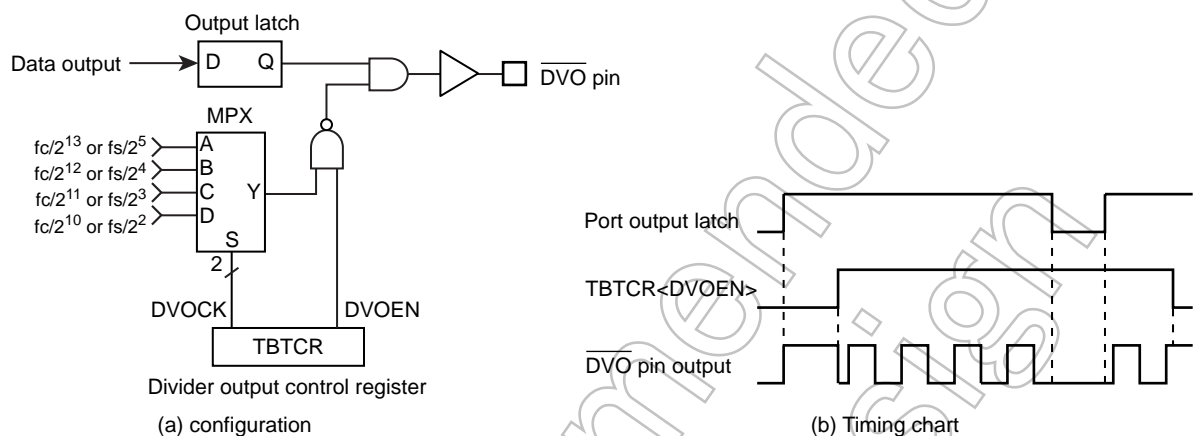 Output latch
Data output
D Q
DVO pin
MPX
fc/2^13 or fs/2^5
A
fc/2^12 or fs/2^4
B
fc/2^11 or fs/2^3
C
Y
fc/2^10 or fs/2^2
D
S
2
DVOCK
DVOEN
TBTCR
Divider output control register
(a) configuration
Port output latch
TBTCR<DVOEN>
DVO pin output
(b) Timing chart